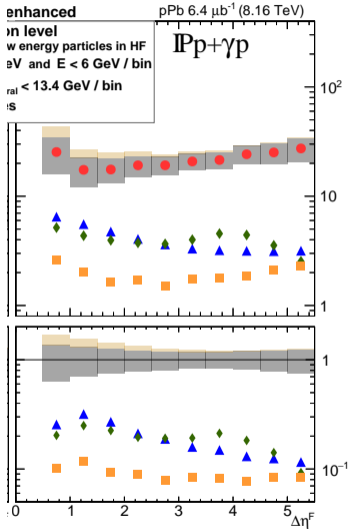 enhanced
pPb 6.4 μb⁻¹ (8.16 TeV)
on level
w energy particles in HF
eV and E < 6 GeV / bin
ral < 13.4 GeV / bin
es
ℙp+γp
10²
10
1
1
10⁻¹
0 1 2 3 4 5
Δη^F